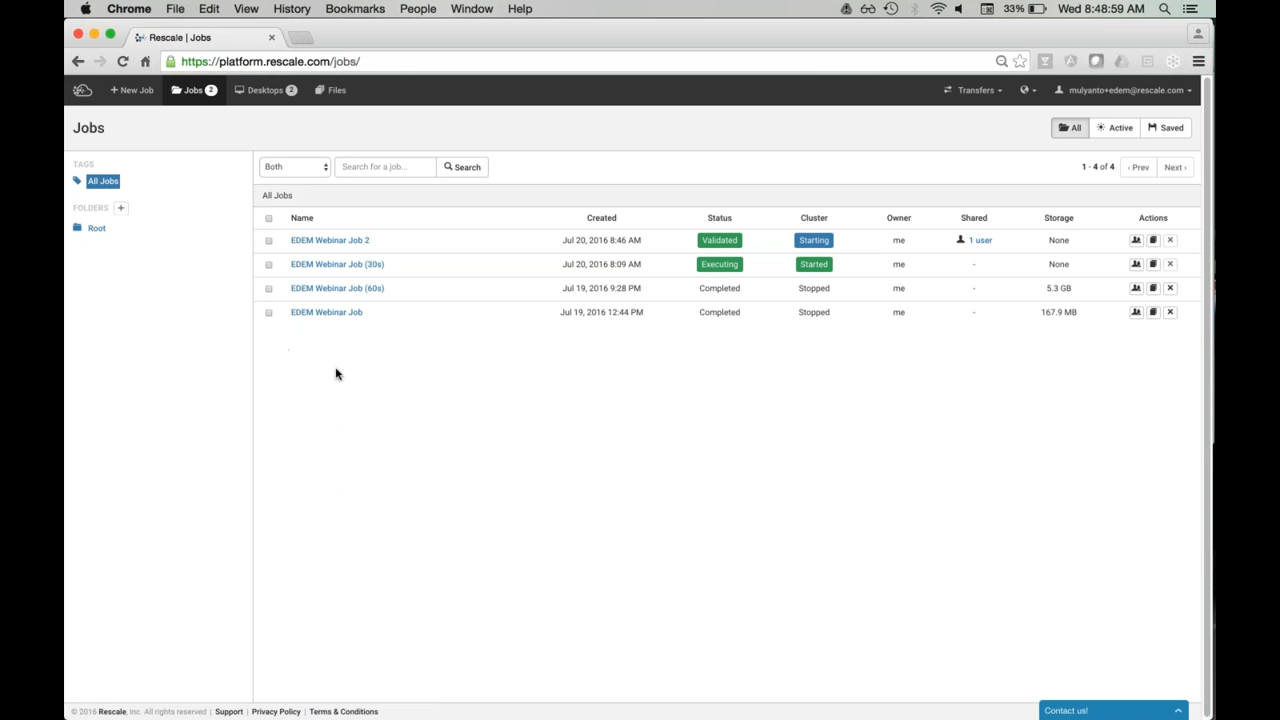 Chrome File Edit View History Bookmarks People Window Help 33% Wed 8:48:59 AM
Rescale | Jobs
https://platform.rescale.com/jobs/
+ New Job Jobs 2 Desktops 2 Files Transfers mulyanto+edem@rescale.com
Jobs All Active Saved
TAGS
All Jobs
FOLDERS +
Root
Both Search for a job... Search 1 - 4 of 4 ‹ Prev Next ›
All Jobs
Name Created Status Cluster Owner Shared Storage Actions
EDEM Webinar Job 2 Jul 20, 2016 8:46 AM Validated Starting me 1 user None
EDEM Webinar Job (30s) Jul 20, 2016 8:09 AM Executing Started me - None
EDEM Webinar Job (60s) Jul 19, 2016 9:28 PM Completed Stopped me - 5.3 GB
EDEM Webinar Job Jul 19, 2016 12:44 PM Completed Stopped me - 167.9 MB
© 2016 Rescale, Inc. All rights reserved | Support | Privacy Policy | Terms & Conditions
Contact us!